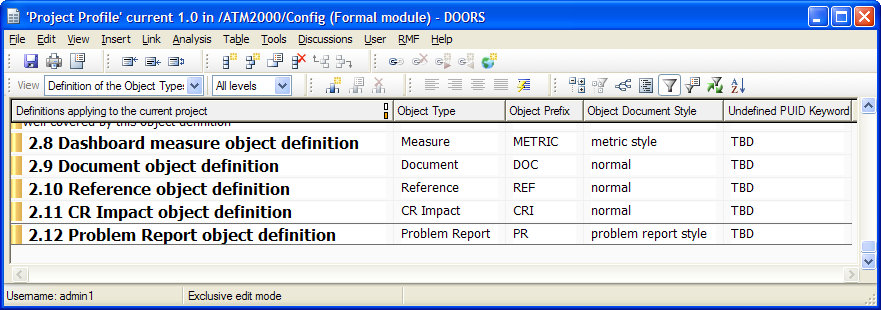 'Project Profile' current 1.0 in /ATM2000/Config (Formal module) - DOORS
File Edit View Insert Link Analysis Table Tools Discussions User RMF Help
View Definition of the Object Types All levels
Definitions applying to the current project Object Type Object Prefix Object Document Style Undefined PUID Keyword
well covered by this object definition
2.8 Dashboard measure object definition Measure METRIC metric style TBD
2.9 Document object definition Document DOC normal TBD
2.10 Reference object definition Reference REF normal TBD
2.11 CR Impact object definition CR Impact CRI normal TBD
2.12 Problem Report object definition Problem Report PR problem report style TBD
Username: admin1 Exclusive edit mode